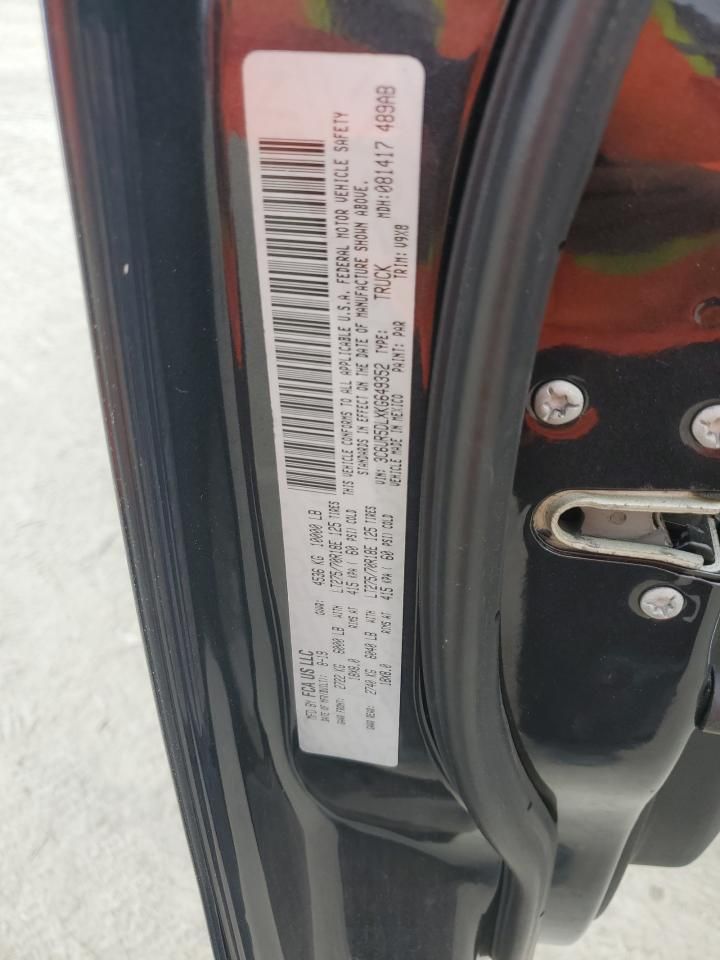 MFD BY FCA US LLC
DATE OF MFR/BUILT: 8-19 GVWR: 4536 KG 10000 LB
GAWR FRONT: 2722 KG 6000 LB WITH LT275/70R18E 125 TIRES
18X8.0 RIMS AT 415 KPA ( 60 PSI) COLD
GAWR REAR: 2740 KG 6040 LB WITH LT275/70R18E 125 TIRES
18X8.0 RIMS AT 415 KPA ( 60 PSI) COLD
THIS VEHICLE CONFORMS TO ALL APPLICABLE U.S.A. FEDERAL MOTOR VEHICLE SAFETY
STANDARDS IN EFFECT ON THE DATE OF MANUFACTURE SHOWN ABOVE.
VIN: 3C6UR5DLXKG649352 TYPE: TRUCK MDH: 081417 489AB
VEHICLE MADE IN MEXICO PAINT: PAR TRIM: V9X8